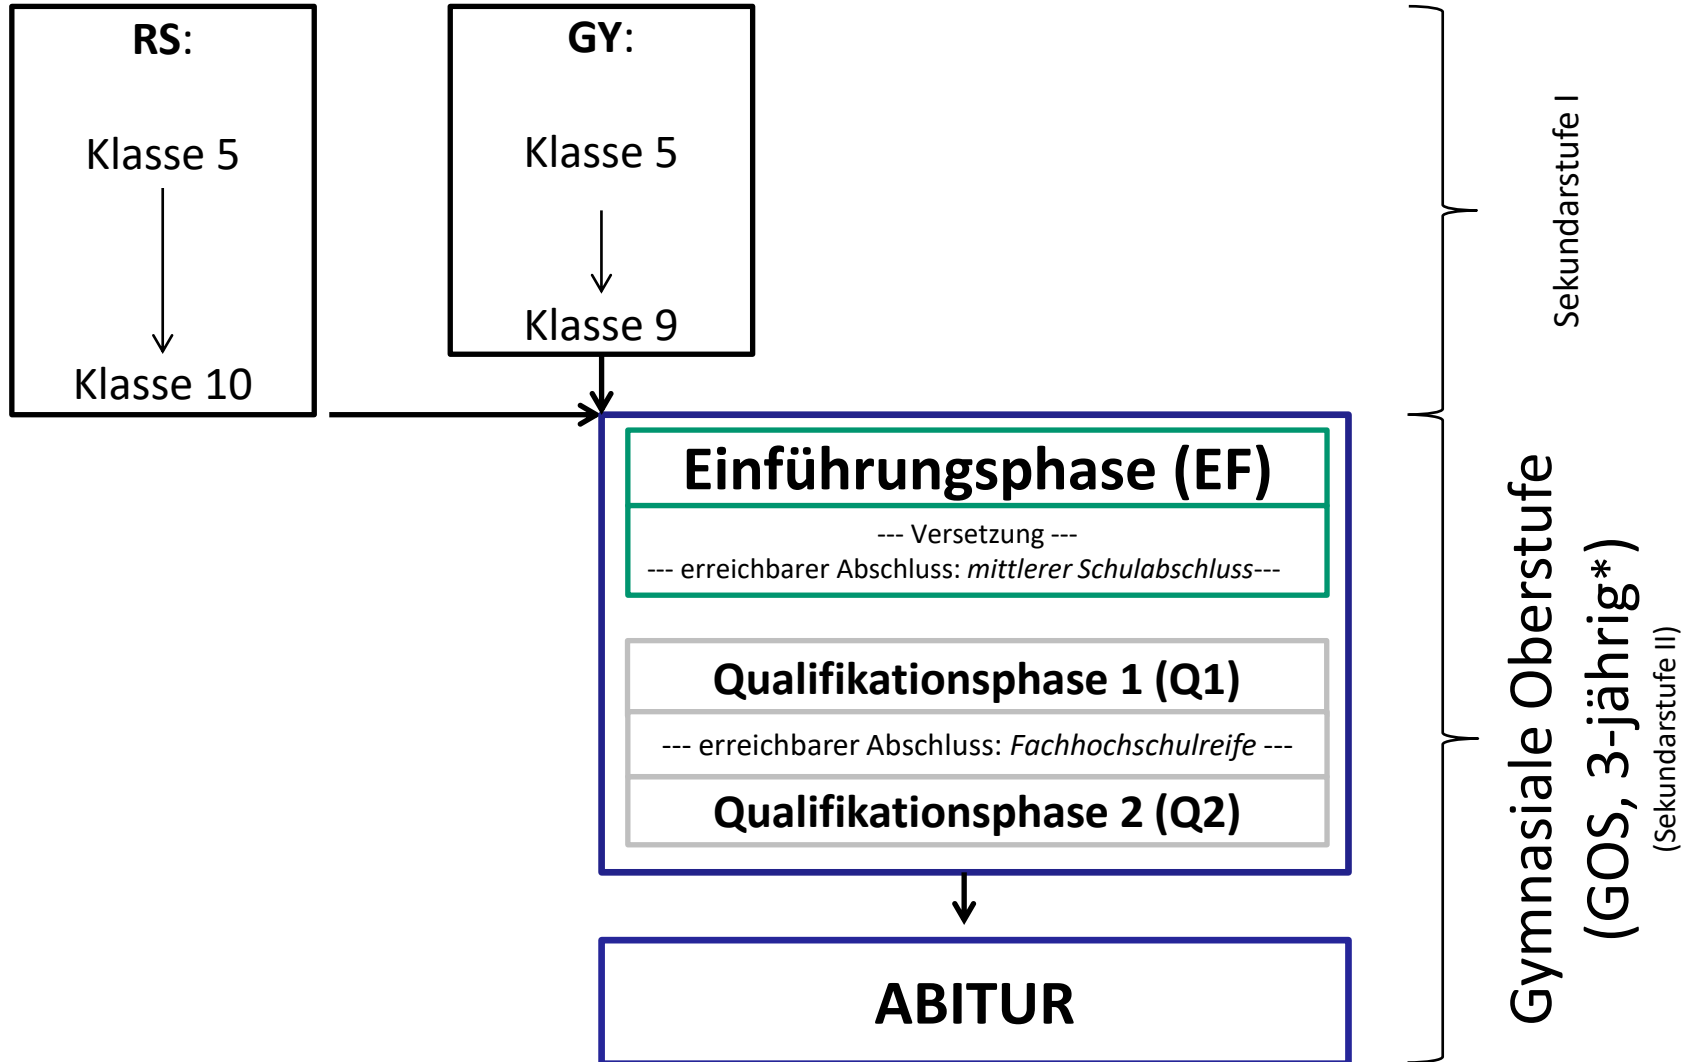 RS:
Klasse 5
Klasse 10
GY:
Klasse 5
Klasse 9
Sekundarstufe I
Einführungsphase (EF)
--- Versetzung ---
--- erreichbarer Abschluss: mittlerer Schulabschluss---
Qualifikationsphase 1 (Q1)
--- erreichbarer Abschluss: Fachhochschulreife ---
Qualifikationsphase 2 (Q2)
ABITUR
Gymnasiale Oberstufe
(GOS, 3-jährig*)
(Sekundarstufe II)